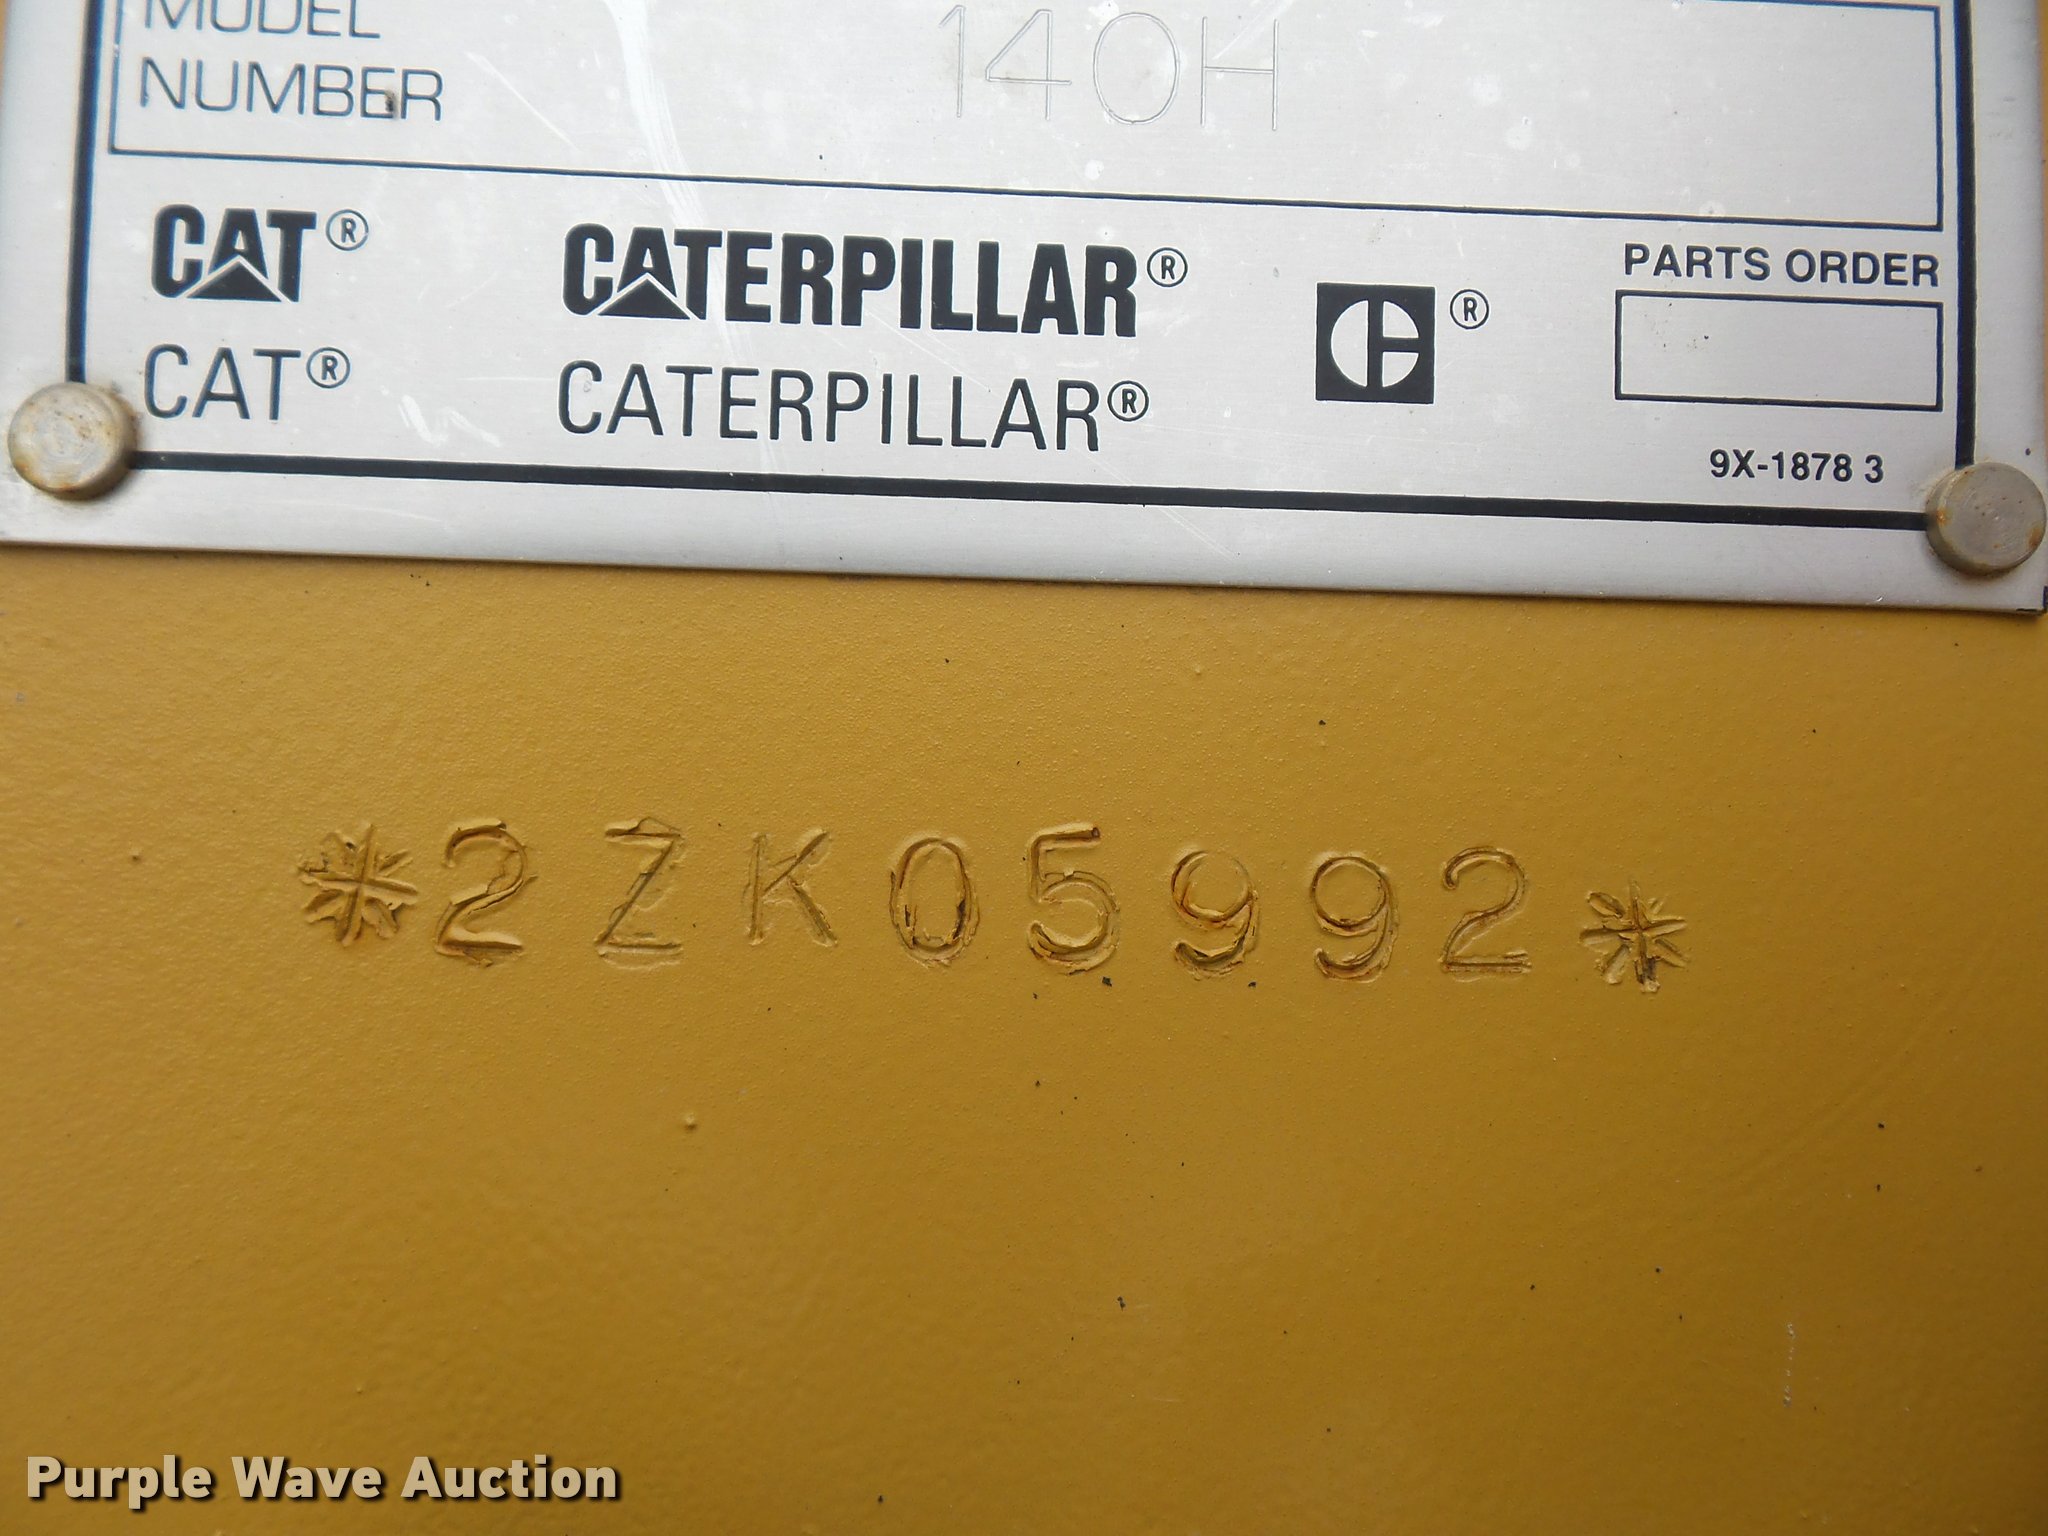 MODEL
NUMBER 140H
CAT® CATERPILLAR® ®
CAT® CATERPILLAR®
PARTS ORDER
9X-1878 3
*2ZK05992*
Purple Wave Auction